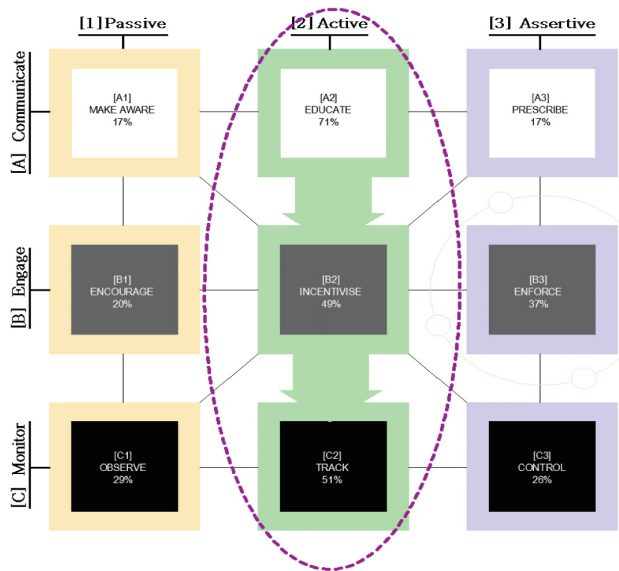 [1] Passive
[2] Active
[3] Assertive
[A] Communicate
[A1]
MAKE AWARE
17%
[A2]
EDUCATE
71%
[A3]
PRESCRIBE
17%
[B] Engage
[B1]
ENCOURAGE
20%
[B2]
INCENTIVISE
49%
[B3]
ENFORCE
37%
[C] Monitor
[C1]
OBSERVE
29%
[C2]
TRACK
51%
[C3]
CONTROL
26%